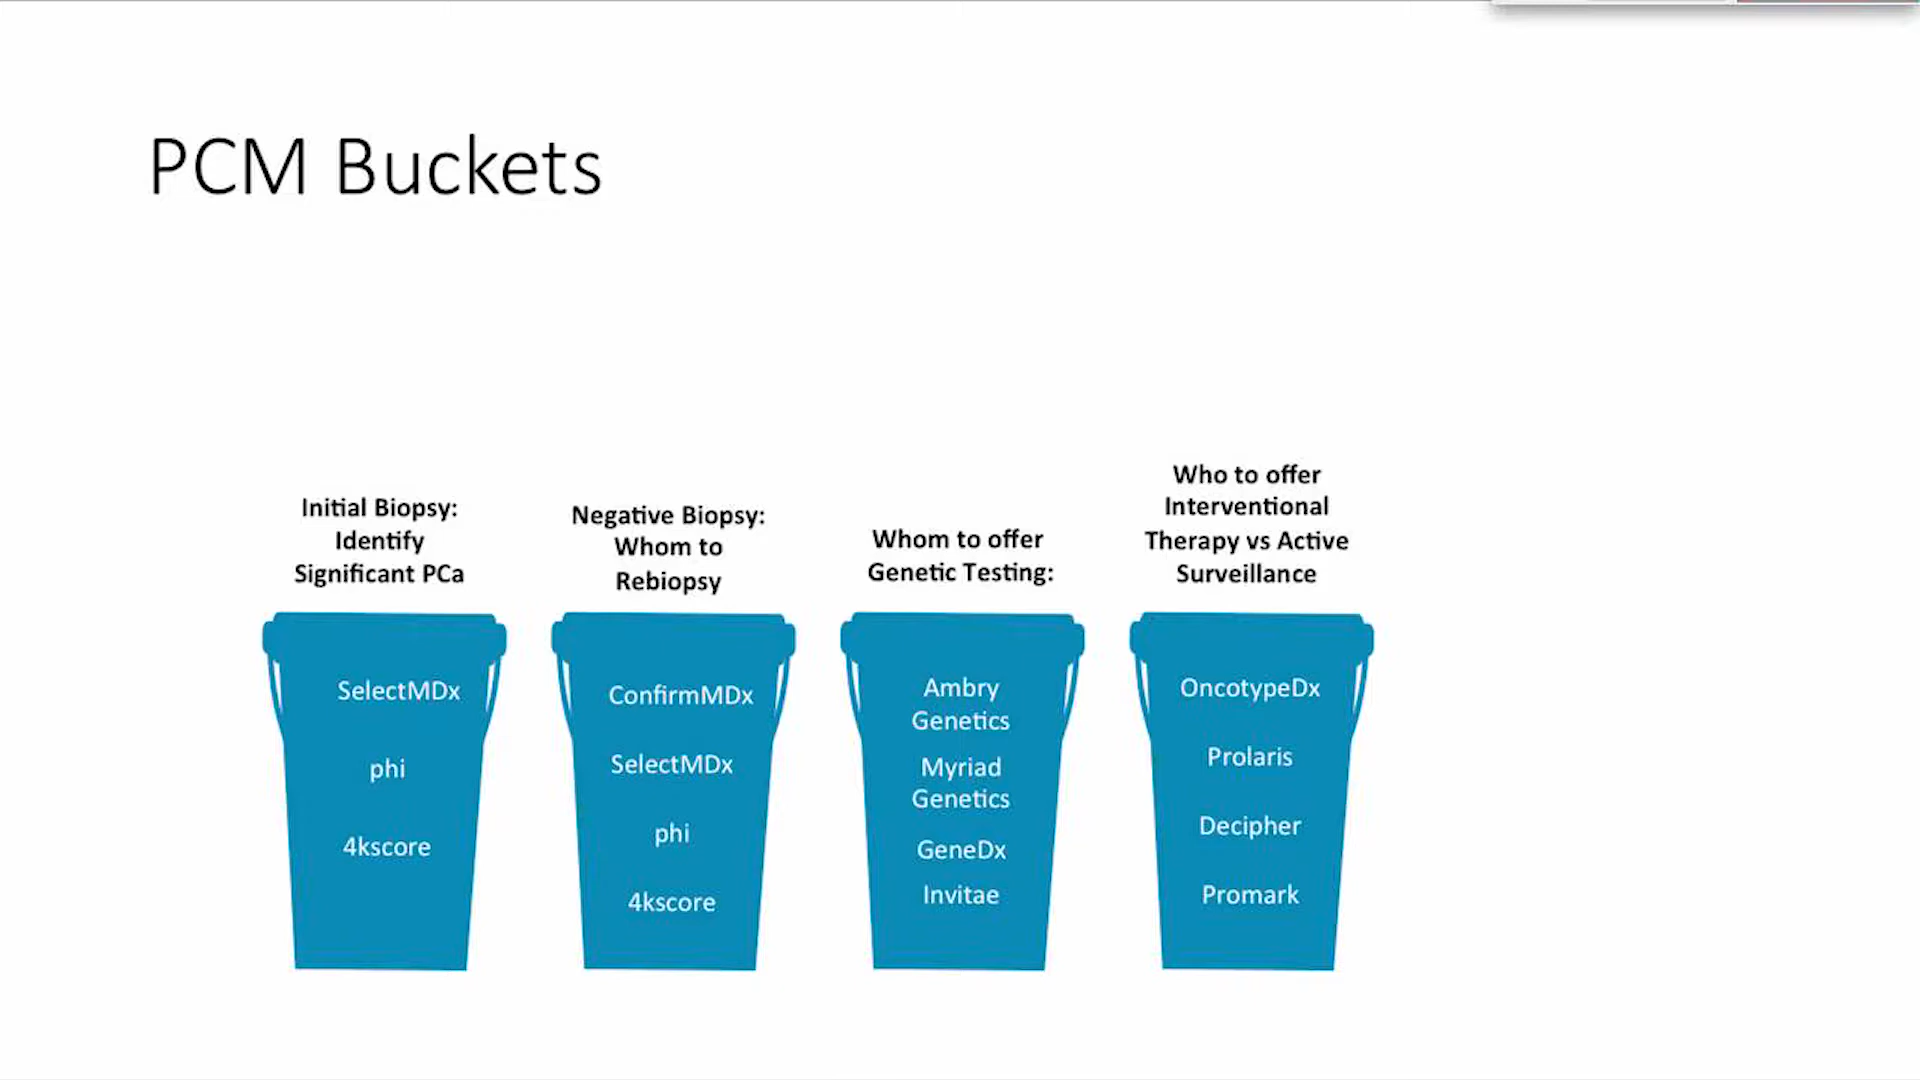 PCM Buckets
Initial Biopsy:
Identify
Significant PCa
SelectMDx
phi
4kscore
Negative Biopsy:
Whom to
Rebiopsy
ConfirmMDx
SelectMDx
phi
4kscore
Whom to offer
Genetic Testing:
Ambry
Genetics
Myriad
Genetics
GeneDx
Invitae
Who to offer
Interventional
Therapy vs Active
Surveillance
OncotypeDx
Prolaris
Decipher
Promark